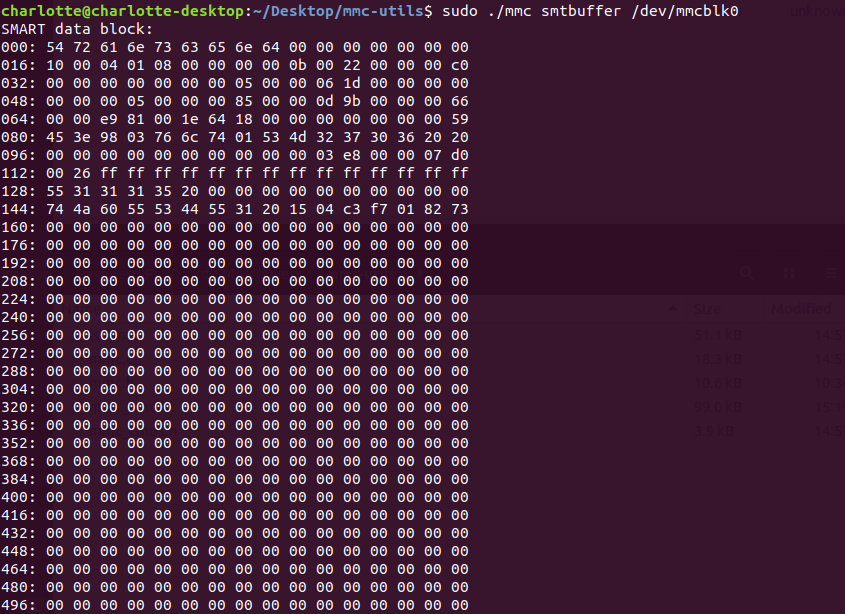 charlotte@charlotte-desktop:~/Desktop/mmc-utils$ sudo ./mmc smtbuffer /dev/mmcblk0
SMART data block:
000: 54 72 61 6e 73 63 65 6e 64 00 00 00 00 00 00 00
016: 10 00 04 01 08 00 00 00 00 0b 00 22 00 00 00 c0
032: 00 00 00 00 00 00 00 05 00 00 06 1d 00 00 00 00
048: 00 00 00 05 00 00 00 85 00 00 0d 9b 00 00 00 66
064: 00 00 e9 81 00 1e 64 18 00 00 00 00 00 00 00 59
080: 45 3e 98 03 76 6c 74 01 53 4d 32 37 30 36 20 20
096: 00 00 00 00 00 00 00 00 00 00 03 e8 00 00 07 d0
112: 00 26 ff ff ff ff ff ff ff ff ff ff ff ff ff ff
128: 55 31 31 31 35 20 00 00 00 00 00 00 00 00 00 00
144: 74 4a 60 55 53 44 55 31 20 15 04 c3 f7 01 82 73
160: 00 00 00 00 00 00 00 00 00 00 00 00 00 00 00 00
176: 00 00 00 00 00 00 00 00 00 00 00 00 00 00 00 00
192: 00 00 00 00 00 00 00 00 00 00 00 00 00 00 00 00
208: 00 00 00 00 00 00 00 00 00 00 00 00 00 00 00 00
224: 00 00 00 00 00 00 00 00 00 00 00 00 00 00 00 00
240: 00 00 00 00 00 00 00 00 00 00 00 00 00 00 00 00
256: 00 00 00 00 00 00 00 00 00 00 00 00 00 00 00 00
272: 00 00 00 00 00 00 00 00 00 00 00 00 00 00 00 00
288: 00 00 00 00 00 00 00 00 00 00 00 00 00 00 00 00
304: 00 00 00 00 00 00 00 00 00 00 00 00 00 00 00 00
320: 00 00 00 00 00 00 00 00 00 00 00 00 00 00 00 00
336: 00 00 00 00 00 00 00 00 00 00 00 00 00 00 00 00
352: 00 00 00 00 00 00 00 00 00 00 00 00 00 00 00 00
368: 00 00 00 00 00 00 00 00 00 00 00 00 00 00 00 00
384: 00 00 00 00 00 00 00 00 00 00 00 00 00 00 00 00
400: 00 00 00 00 00 00 00 00 00 00 00 00 00 00 00 00
416: 00 00 00 00 00 00 00 00 00 00 00 00 00 00 00 00
432: 00 00 00 00 00 00 00 00 00 00 00 00 00 00 00 00
448: 00 00 00 00 00 00 00 00 00 00 00 00 00 00 00 00
464: 00 00 00 00 00 00 00 00 00 00 00 00 00 00 00 00
480: 00 00 00 00 00 00 00 00 00 00 00 00 00 00 00 00
496: 00 00 00 00 00 00 00 00 00 00 00 00 00 00 00 00
Size Modified